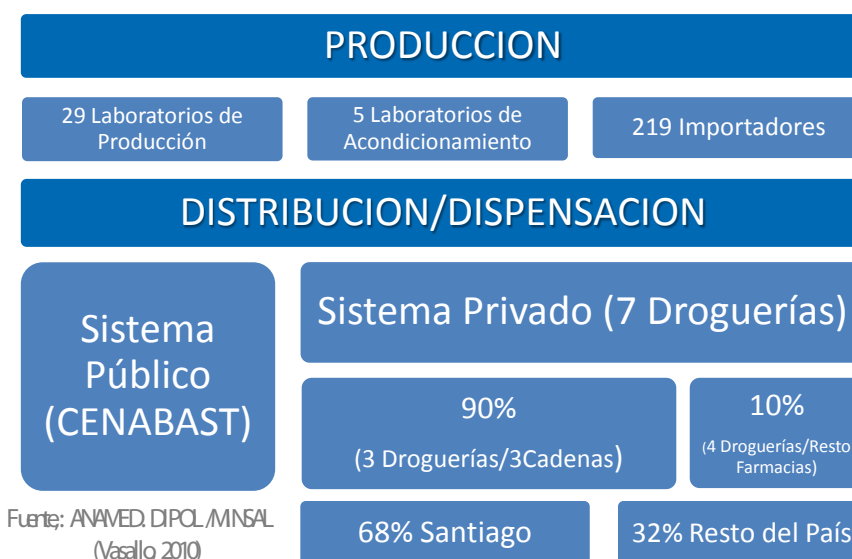 PRODUCCION
29 Laboratorios de
Producción
5 Laboratorios de
Acondicionamiento
219 Importadores
DISTRIBUCION/DISPENSACION
Sistema
Público
(CENABAST)
Sistema Privado (7 Droguerías)
90%
(3 Droguerías/3Cadenas)
10%
(4 Droguerías/Resto
Farmacias)
68% Santiago
32% Resto del País
Fuente,: ANAMED. DIPOL /MINSAL
(Vasallo, 2010)